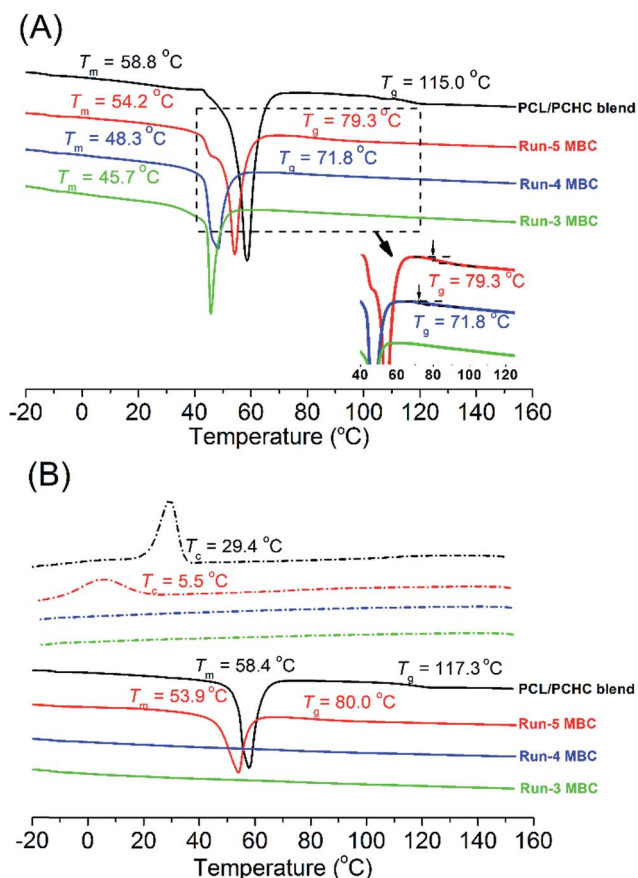 (A)
Tm = 58.8 °C
Tg = 115.0 °C
PCL/PCHC blend
Tm = 54.2 °C
Tg = 79.3 °C
Run-5 MBC
Tm = 48.3 °C
Tg = 71.8 °C
Run-4 MBC
Tm = 45.7 °C
Run-3 MBC
Tg = 79.3 °C
Tg = 71.8 °C
40 60 80 100 120
-20 0 20 40 60 80 100 120 140 160
Temperature (°C)
(B)
Tc = 29.4 °C
Tc = 5.5 °C
Tm = 58.4 °C
Tg = 117.3°C
PCL/PCHC blend
Tm = 53.9 °C
Tg = 80.0 °C
Run-5 MBC
Run-4 MBC
Run-3 MBC
-20 0 20 40 60 80 100 120 140 160
Temperature (°C)